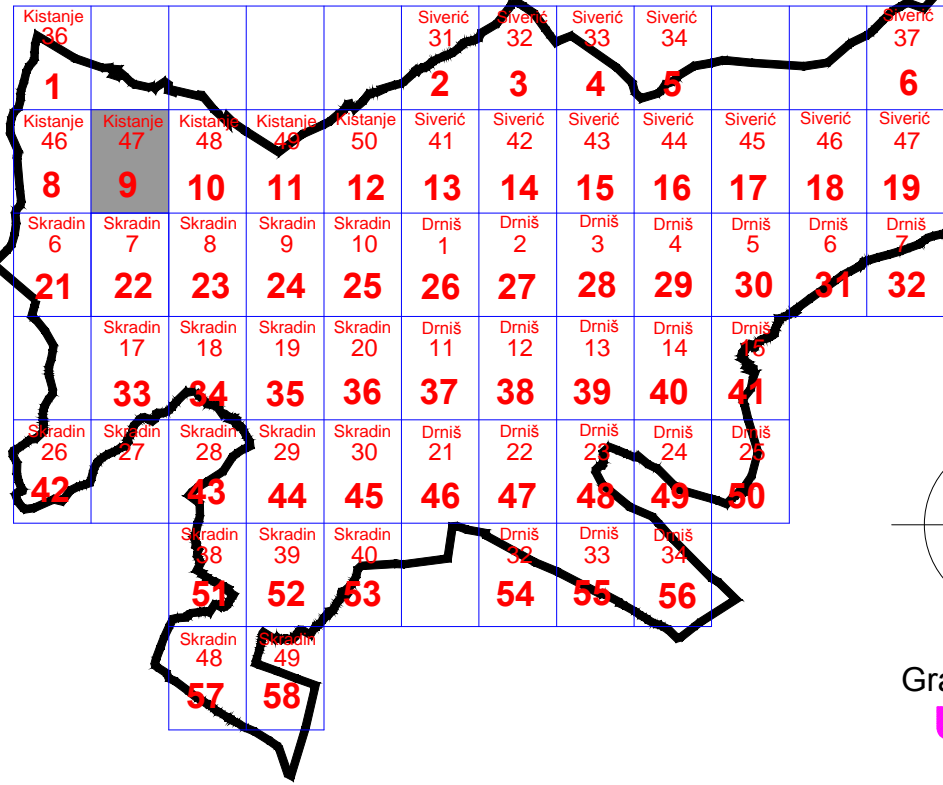 Kistanje Siverić Siverić Siverić Siverić Siverić
36 31 32 33 34 37
1 2 3 4 5 6
Kistanje Kistanje Kistanje Kistanje Kistanje Siverić Siverić Siverić Siverić Siverić Siverić Siverić
46 47 48 49 50 41 42 43 44 45 46 47
8 9 10 11 12 13 14 15 16 17 18 19
Skradin Skradin Skradin Skradin Skradin Drniš Drniš Drniš Drniš Drniš Drniš Drniš
6 7 8 9 10 1 2 3 4 5 6 7
21 22 23 24 25 26 27 28 29 30 31 32
Skradin Skradin Skradin Skradin Drniš Drniš Drniš Drniš Drniš
17 18 19 20 11 12 13 14 15
33 34 35 36 37 38 39 40 41
Skradin Skradin Skradin Skradin Skradin Drniš Drniš Drniš Drniš Drniš
26 27 28 29 30 21 22 23 24 25
42 43 44 45 46 47 48 49 50
Skradin Skradin Skradin Drniš Drniš Drniš
38 39 40 32 33 34
51 52 53 54 55 56
Skradin Skradin
48 49
57 58
Gra